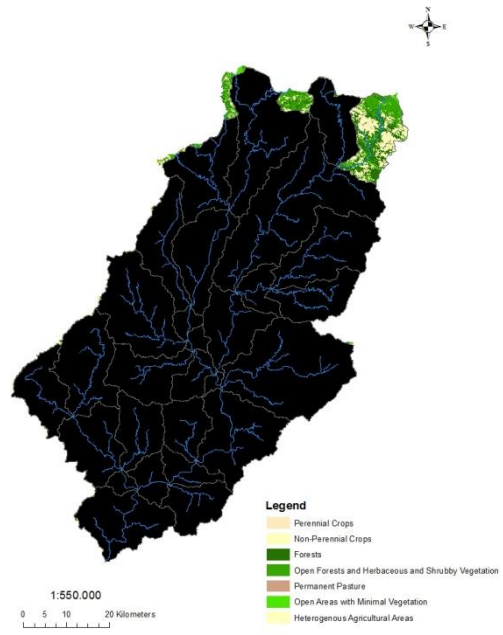 N
W E
S
Legend
Perennial Crops
Non-Perennial Crops
Forests
Open Forests and Herbaceous and Shrubby Vegetation
Permanent Pasture
Open Areas with Minimal Vegetation
Heterogenous Agricultural Areas
1:550.000
0 5 10 20 Kilometers